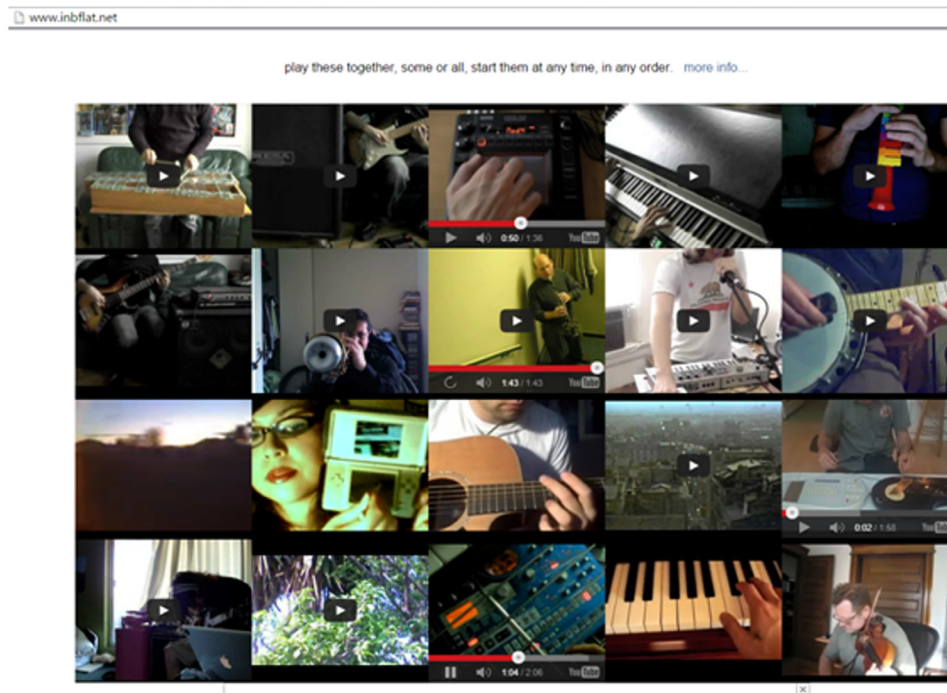 www.inbflat.net
play these together, some or all, start them at any time, in any order. more info...
0:50 / 1:36 YouTube
1:43 / 1:43 YouTube
0:02 / 1:58 You
1:04 / 2:06 YouTube